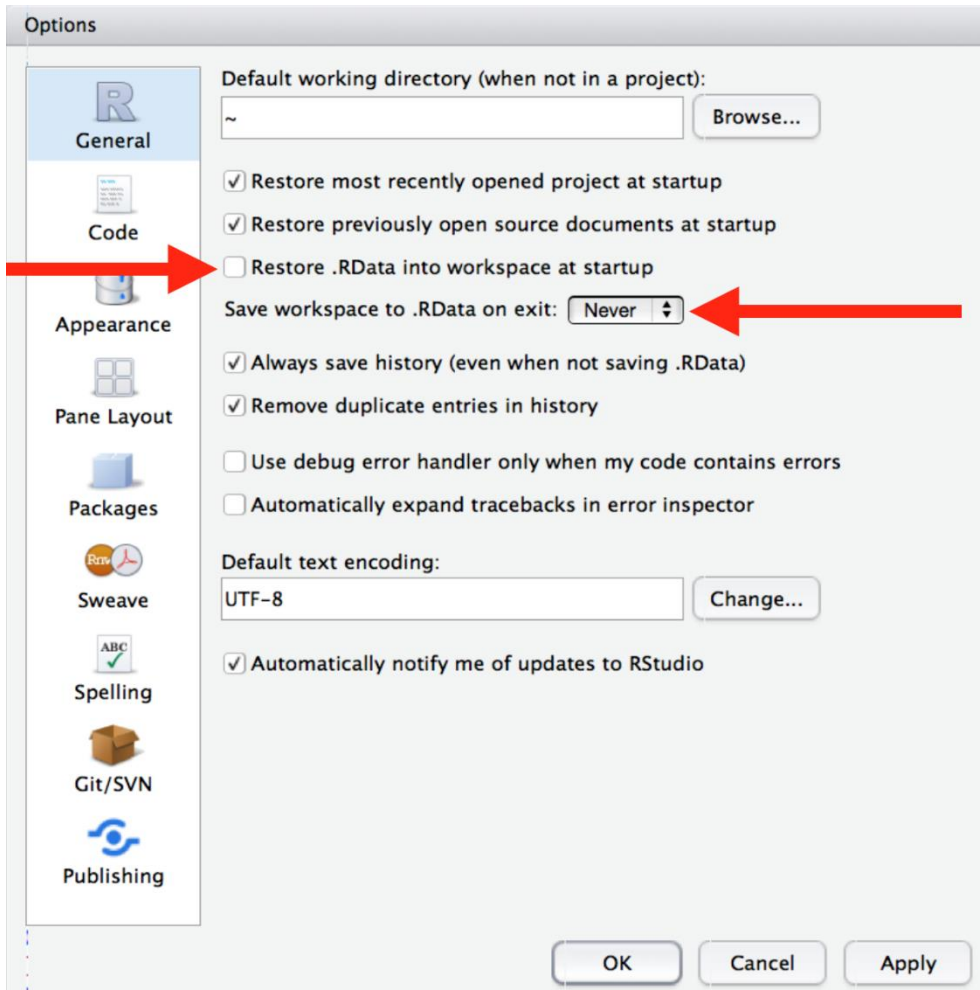 Options
R
General
Code
Appearance
Pane Layout
Packages
Rnw
Sweave
ABC
Spelling
Git/SVN
Publishing
Default working directory (when not in a project):
~
Browse...
Restore most recently opened project at startup
Restore previously open source documents at startup
Restore .RData into workspace at startup
Save workspace to .RData on exit: Never
Always save history (even when not saving .RData)
Remove duplicate entries in history
Use debug error handler only when my code contains errors
Automatically expand tracebacks in error inspector
Default text encoding:
UTF-8
Change...
Automatically notify me of updates to RStudio
OK
Cancel
Apply